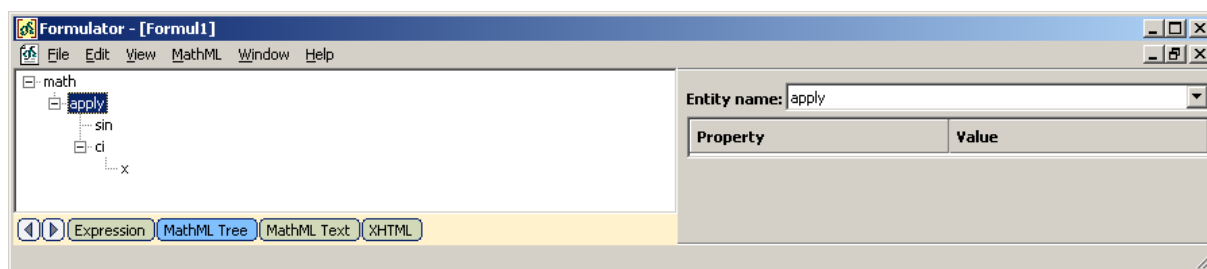 Formulator - [Formul1]
File Edit View MathML Window Help
math
apply
sin
ci
x
Entity name: apply
Property Value
Expression MathML Tree MathML Text XHTML